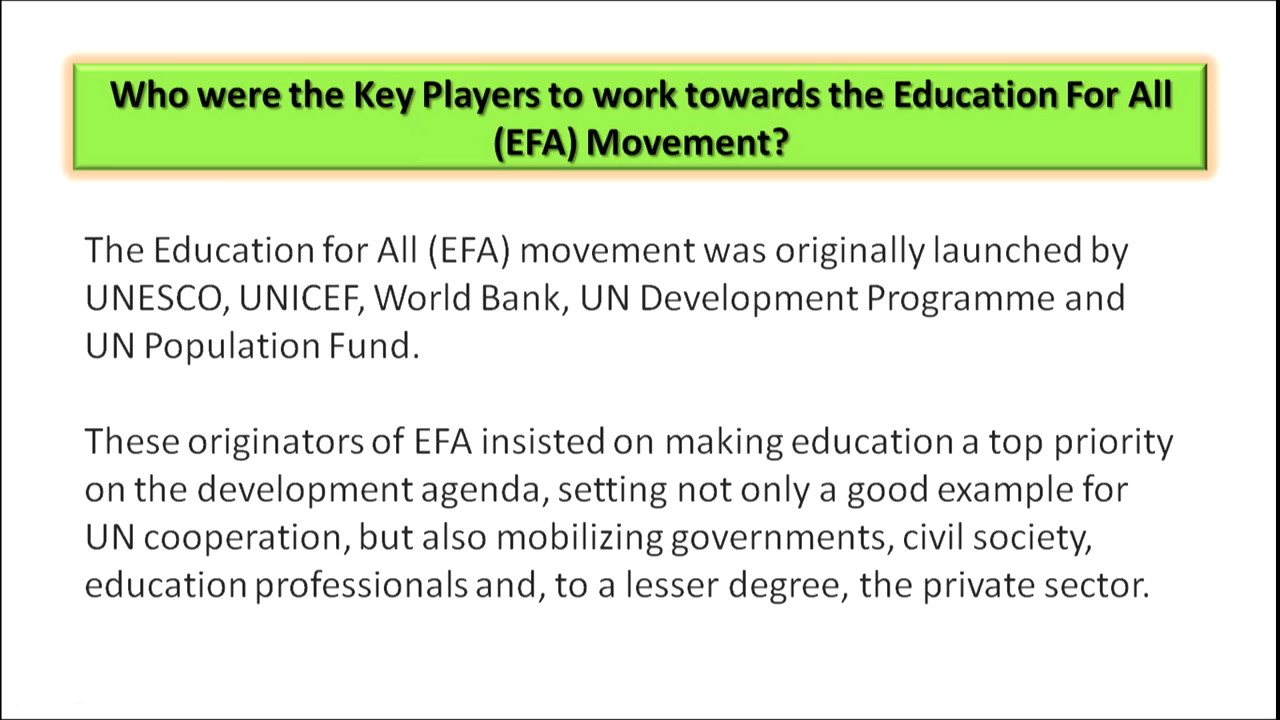 Who were the Key Players to work towards the Education For All
(EFA) Movement?
The Education for All (EFA) movement was originally launched by
UNESCO, UNICEF, World Bank, UN Development Programme and
UN Population Fund.
These originators of EFA insisted on making education a top priority
on the development agenda, setting not only a good example for
UN cooperation, but also mobilizing governments, civil society,
education professionals and, to a lesser degree, the private sector.